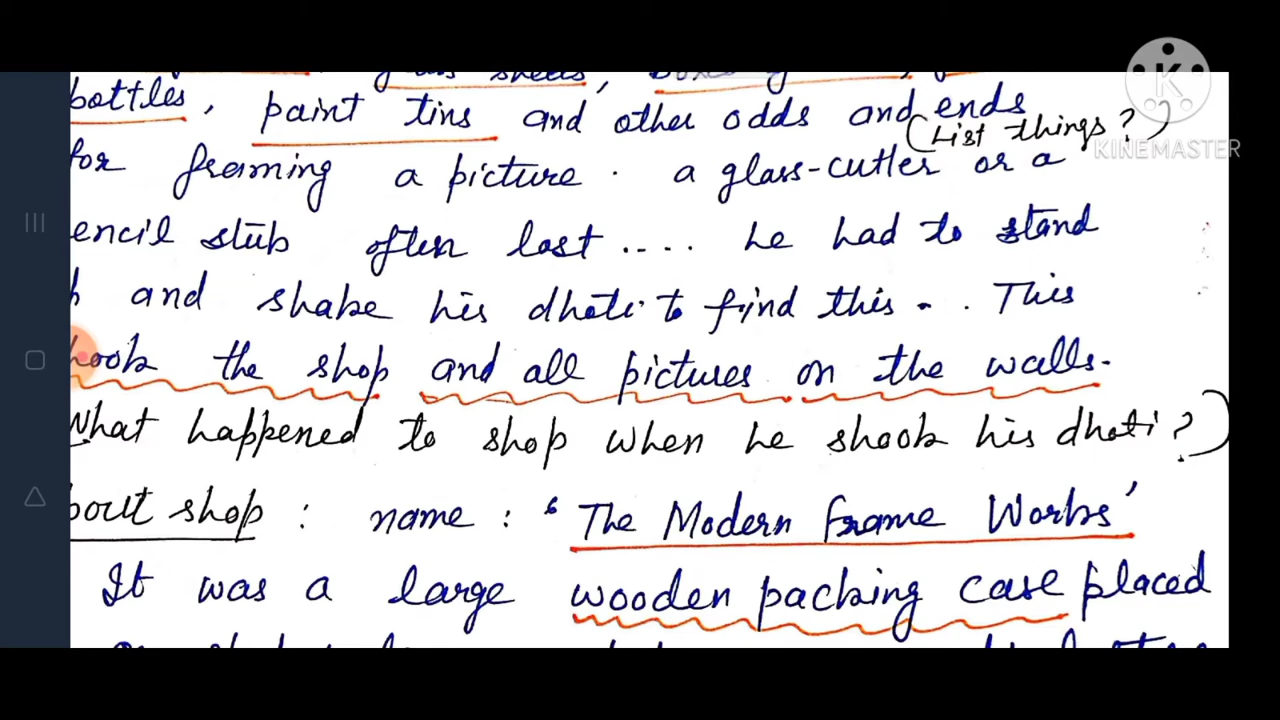 glass sheets,
bottles, paint tins and other odds and ends
(List things?)
for framing a picture. a glass-cutter or a
encil stub often lost .... he had to stand
and shake his dhoti to find this .. This
hook the shop and all pictures on the walls.
What happened to shop when he shook his dhoti?)
bout shop : name : 'The Modern Frame Works'
It was a large wooden packing case placed
KINEMASTER